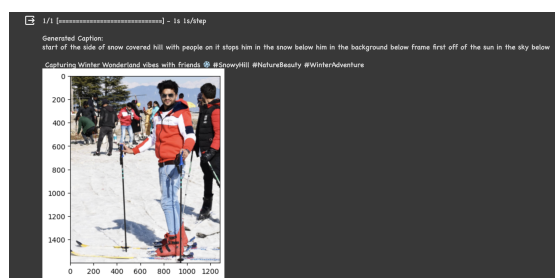 1/1 [==============================] - 1s 1s/step
Generated Caption:
start of the side of snow covered hill with people on it stops him in the snow below him in the background below frame first off of the sun in the sky below
Capturing Winter Wonderland vibes with friends ❄️ #SnowyHill #NatureBeauty #WinterAdventure
0
200
400
600
800
1000
1200
1400
0 200 400 600 800 1000 1200